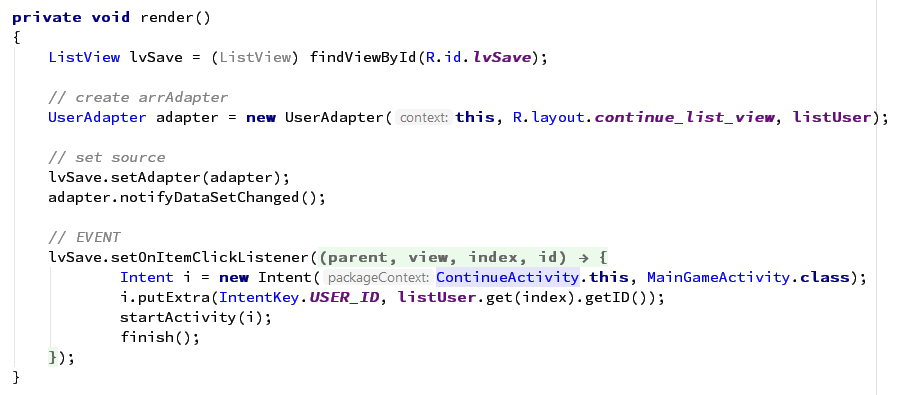 private void render()
{
    ListView lvSave = (ListView) findViewById(R.id.lvSave);

    // create arrAdapter
    UserAdapter adapter = new UserAdapter( context: this, R.layout.continue_list_view, listUser);

    // set source
    lvSave.setAdapter(adapter);
    adapter.notifyDataSetChanged();

    // EVENT
    lvSave.setOnItemClickListener((parent, view, index, id) → {
            Intent i = new Intent( packageContext: ContinueActivity.this, MainGameActivity.class);
            i.putExtra(IntentKey.USER_ID, listUser.get(index).getID());
            startActivity(i);
            finish();
    });
}